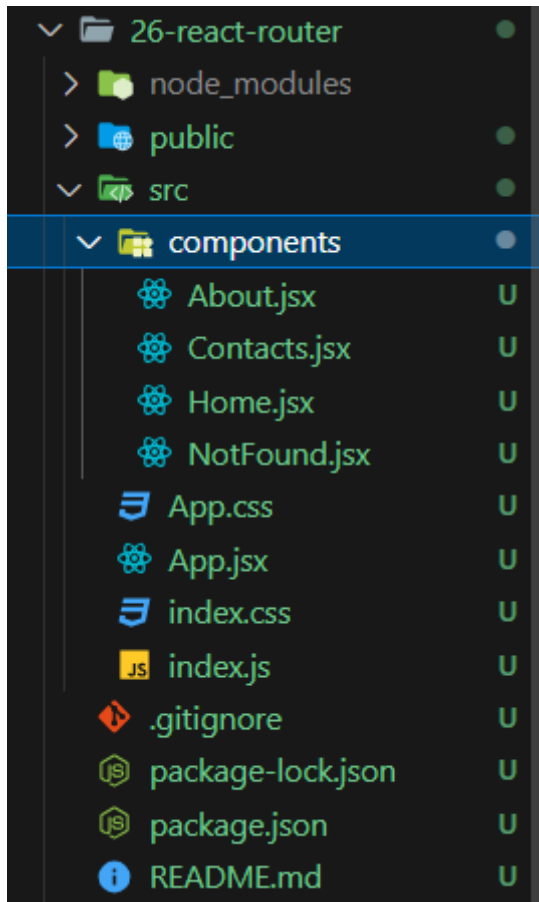 26-react-router
node_modules
public
src
components
About.jsx U
Contacts.jsx U
Home.jsx U
NotFound.jsx U
App.css U
App.jsx U
index.css U
JS index.js U
.gitignore U
package-lock.json U
package.json U
README.md U